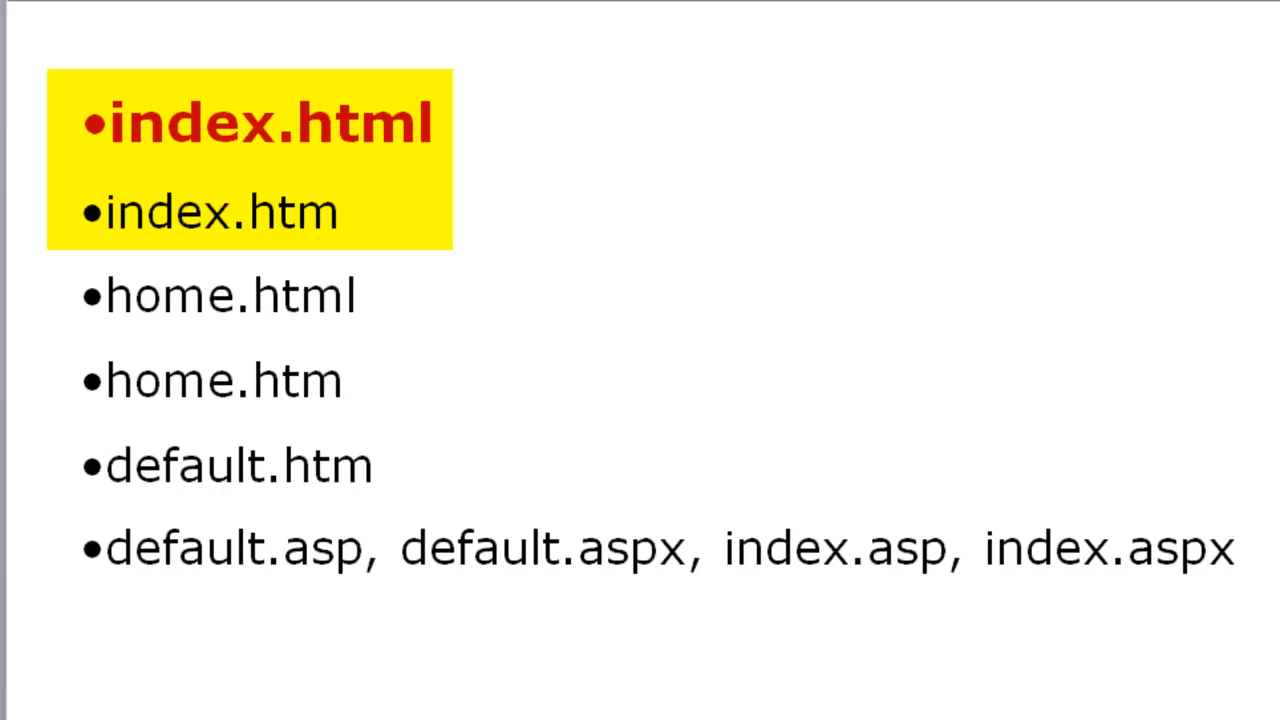 •index.html
•index.htm
•home.html
•home.htm
•default.htm
•default.asp, default.aspx, index.asp, index.aspx